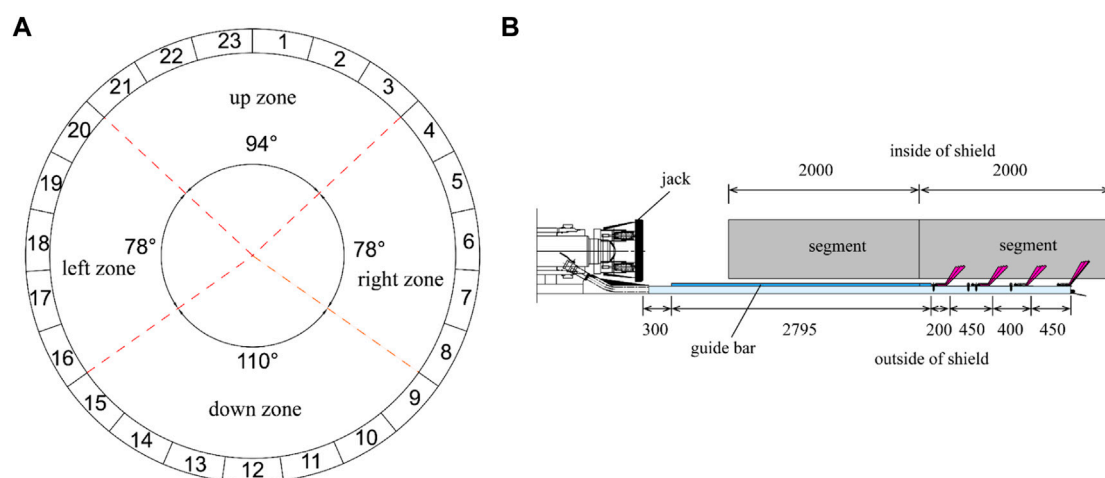 A
23
1
2
3
4
5
6
7
8
9
10
11
12
13
14
15
16
17
18
19
20
21
22
up zone
94°
78°
left zone
78°
right zone
110°
down zone
B
inside of shield
2000
2000
jack
segment
segment
300
2795
200
450
400
450
guide bar
outside of shield